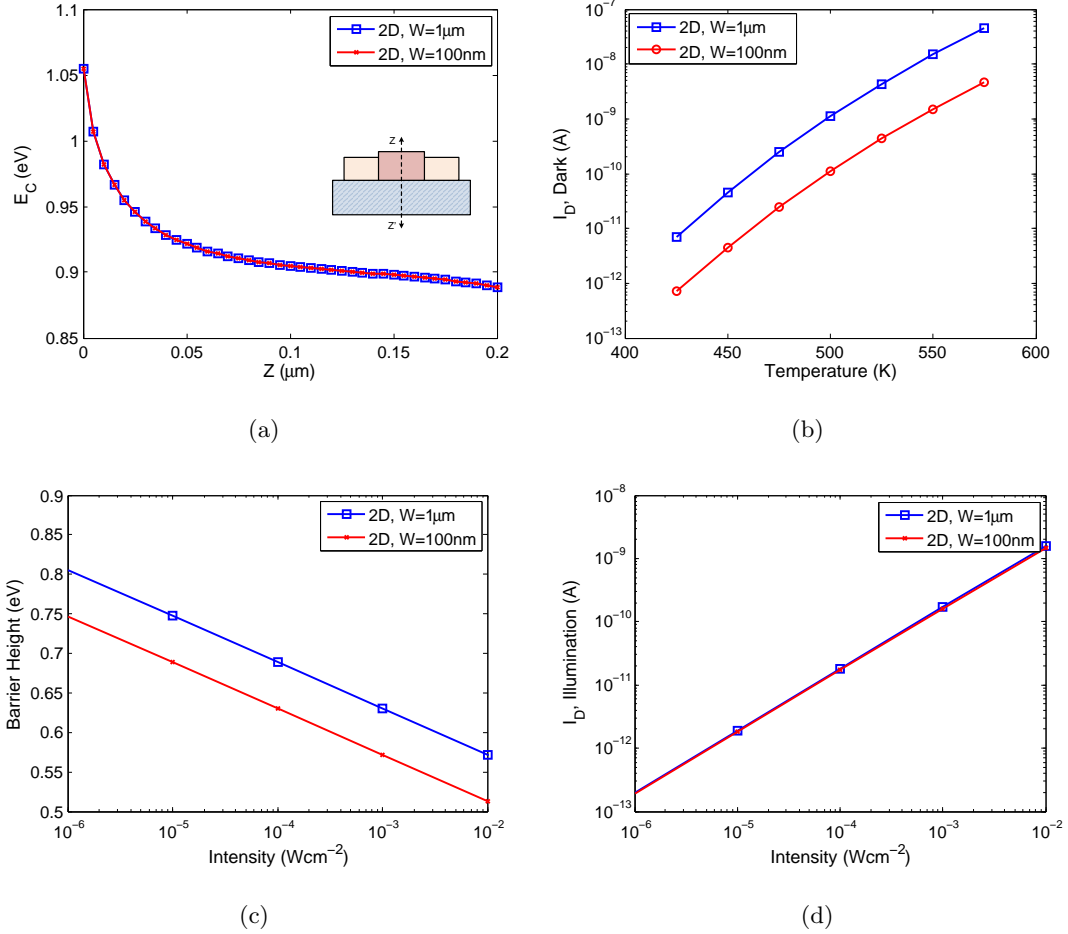 2D, W=1μm
2D, W=100nm
1.05
1
0.95
0.9
0.85
E_C (eV)
Z
Z'
0
0.05
0.1
0.15
0.2
Z (μm)
(a)
2D, W=1μm
2D, W=100nm
10^−7
10^−8
10^−9
10^−10
10^−11
10^−12
10^−13
I_D, Dark (A)
400
450
500
550
600
Temperature (K)
(b)
2D, W=1μm
2D, W=100nm
0.9
0.85
0.8
0.75
0.7
0.65
0.6
0.55
0.5
Barrier Height (eV)
10^−6
10^−5
10^−4
10^−3
10^−2
Intensity (Wcm^−2)
(c)
2D, W=1μm
2D, W=100nm
10^−8
10^−9
10^−10
10^−11
10^−12
10^−13
I_D, Illumination (A)
10^−6
10^−5
10^−4
10^−3
10^−2
Intensity (Wcm^−2)
(d)